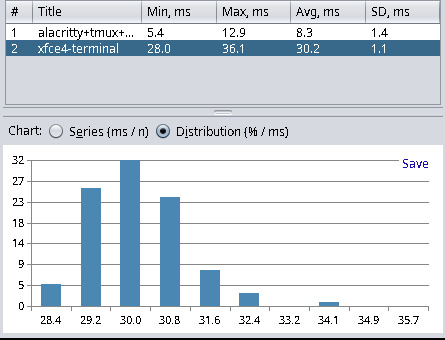 # Title Min, ms Max, ms Avg, ms SD, ms
1 alacritty+tmux+... 5.4 12.9 8.3 1.4
2 xfce4-terminal 28.0 36.1 30.2 1.1
Chart: Series (ms / n) Distribution (% / ms)
Save
32
27
23
18
14
9
5
0
28.4 29.2 30.0 30.8 31.6 32.4 33.2 34.1 34.9 35.7